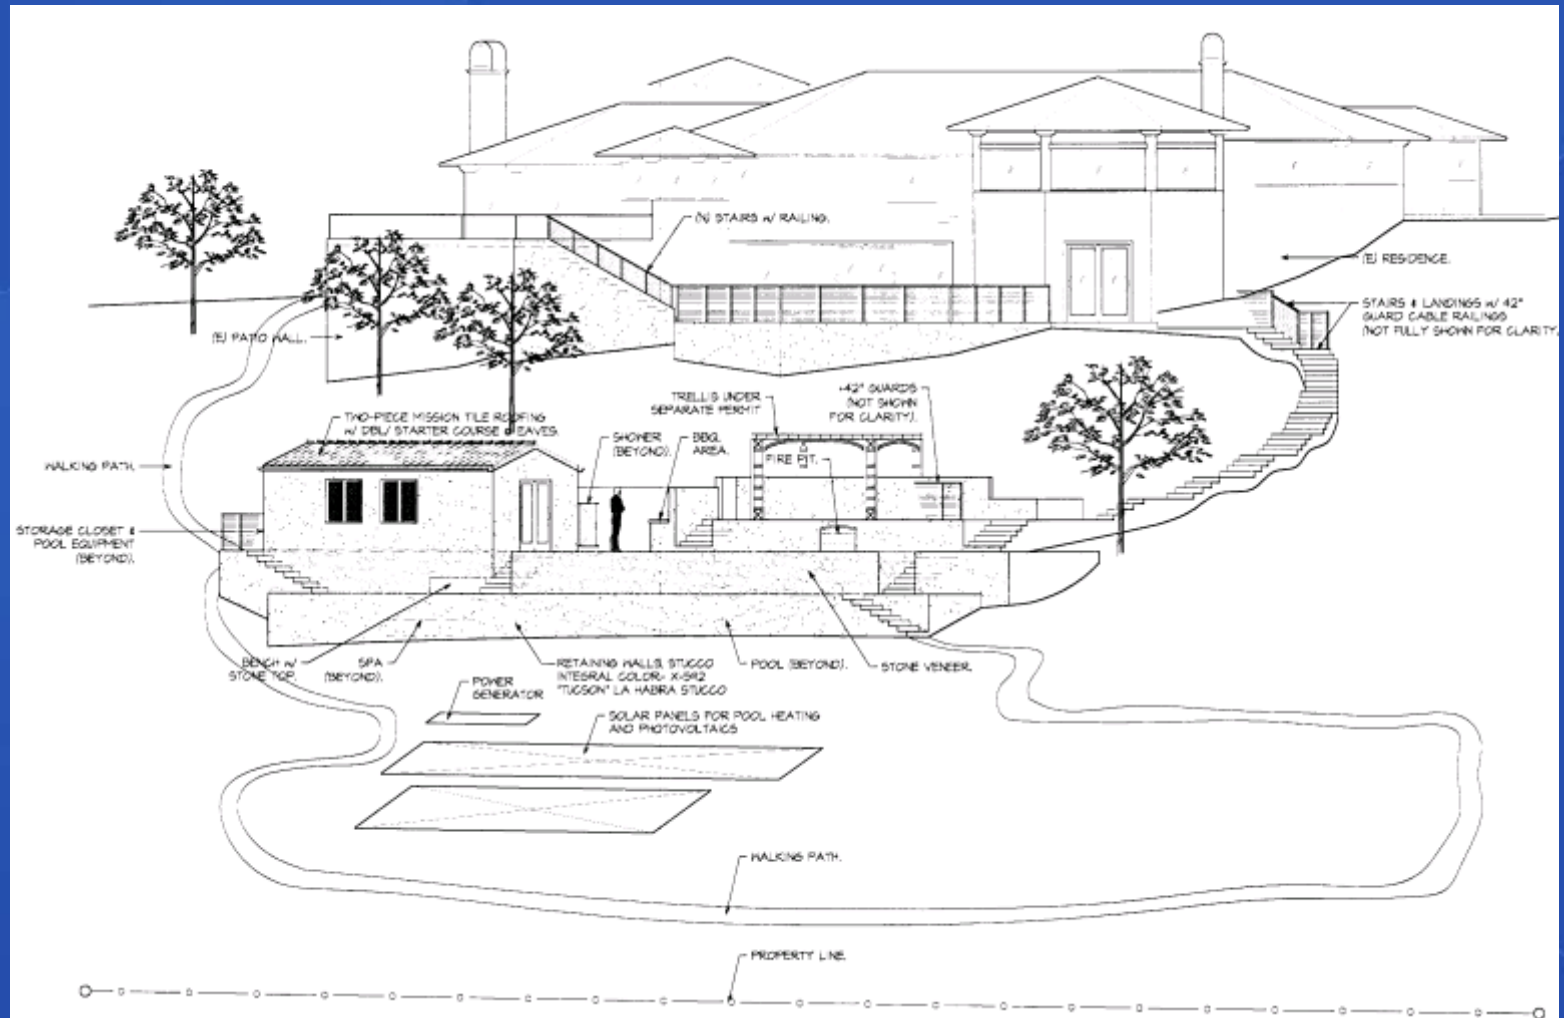 (N) STAIRS W/ RAILING.
(E) RESIDENCE.
STAIRS & LANDINGS W/ 42"
GUARD CABLE RAILINGS
(NOT FULLY SHOWN FOR CLARITY)
(E) PATIO WALL.
TRELLIS UNDER
SEPARATE PERMIT
42" GUARDS
(NOT SHOWN
FOR CLARITY).
TWO-PIECE MISSION TILE ROOFING
W/ DBL/ STARTER COURSE EAVES.
SHOWER
(BEYOND).
BBQ.
AREA.
FIRE PIT.
WALKING PATH.
STORAGE CLOSET &
POOL EQUIPMENT
(BEYOND).
BENCH W/
STONE TOP.
SPA
(BEYOND).
RETAINING WALLS, STUCCO
INTEGRAL COLOR- X-592
"TUCSON" LA HABRA STUCCO
POOL (BEYOND).
STONE VENEER.
POWER
GENERATOR
SOLAR PANELS FOR POOL HEATING
AND PHOTOVOLTAICS
WALKING PATH.
PROPERTY LINE.